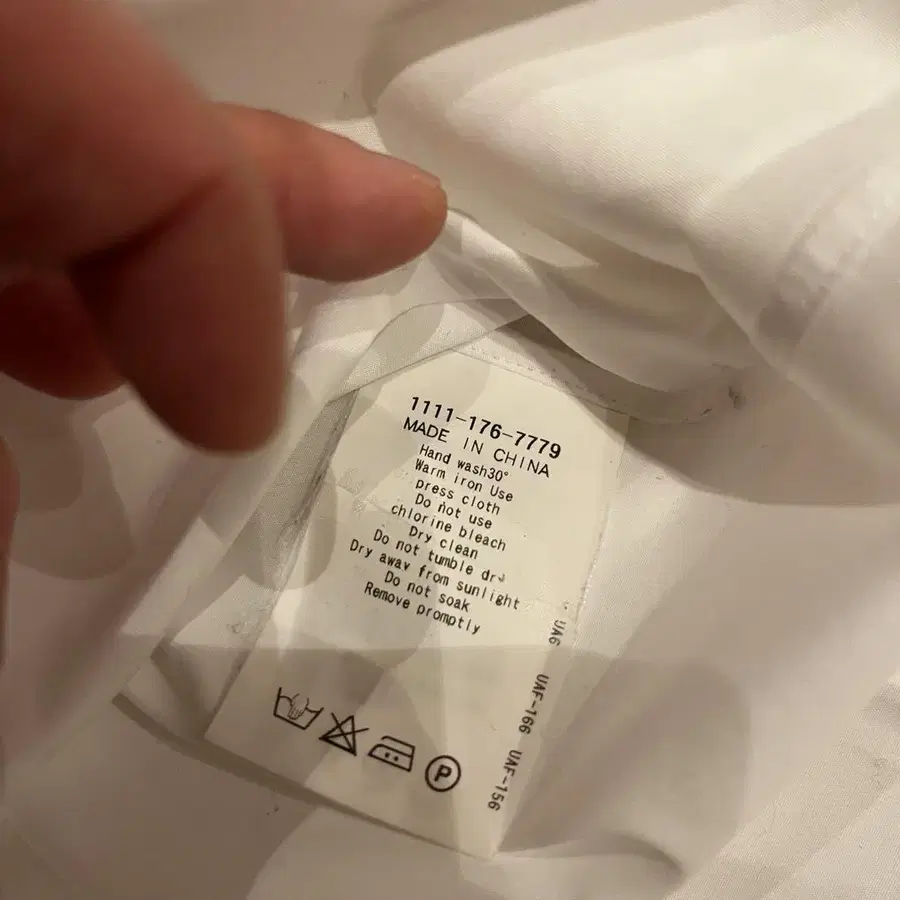 1111-176-7779
MADE IN CHINA
Hand wash30°
Warm iron Use
press cloth
Do not use
chlorine bleach
Dry clean
Do not tumble dry
Dry away from sunlight
Do not soak
Remove promptly
UA6 UAF-166 UAF-156
P